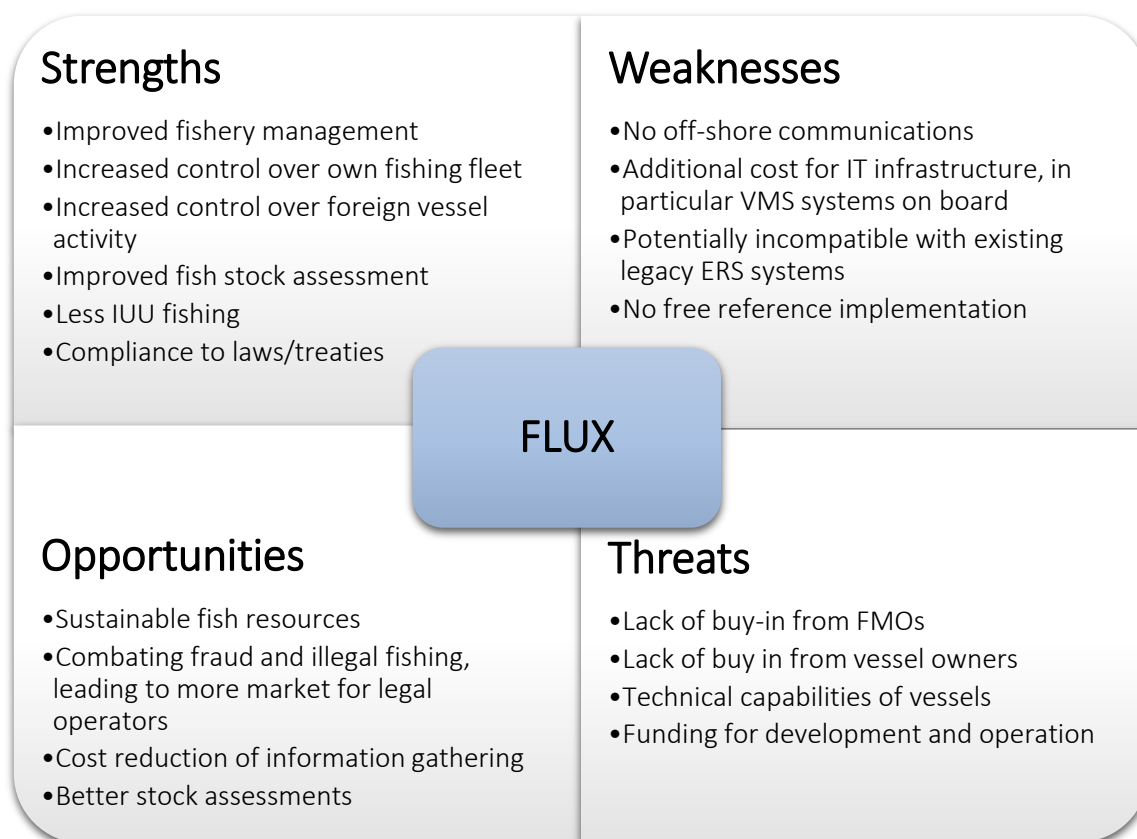 Strengths
•Improved fishery management
•Increased control over own fishing fleet
•Increased control over foreign vessel
activity
•Improved fish stock assessment
•Less IUU fishing
•Compliance to laws/treaties
Weaknesses
•No off-shore communications
•Additional cost for IT infrastructure, in
particular VMS systems on board
•Potentially incompatible with existing
legacy ERS systems
•No free reference implementation
FLUX
Opportunities
•Sustainable fish resources
•Combating fraud and illegal fishing,
leading to more market for legal
operators
•Cost reduction of information gathering
•Better stock assessments
Threats
•Lack of buy-in from FMOs
•Lack of buy in from vessel owners
•Technical capabilities of vessels
•Funding for development and operation